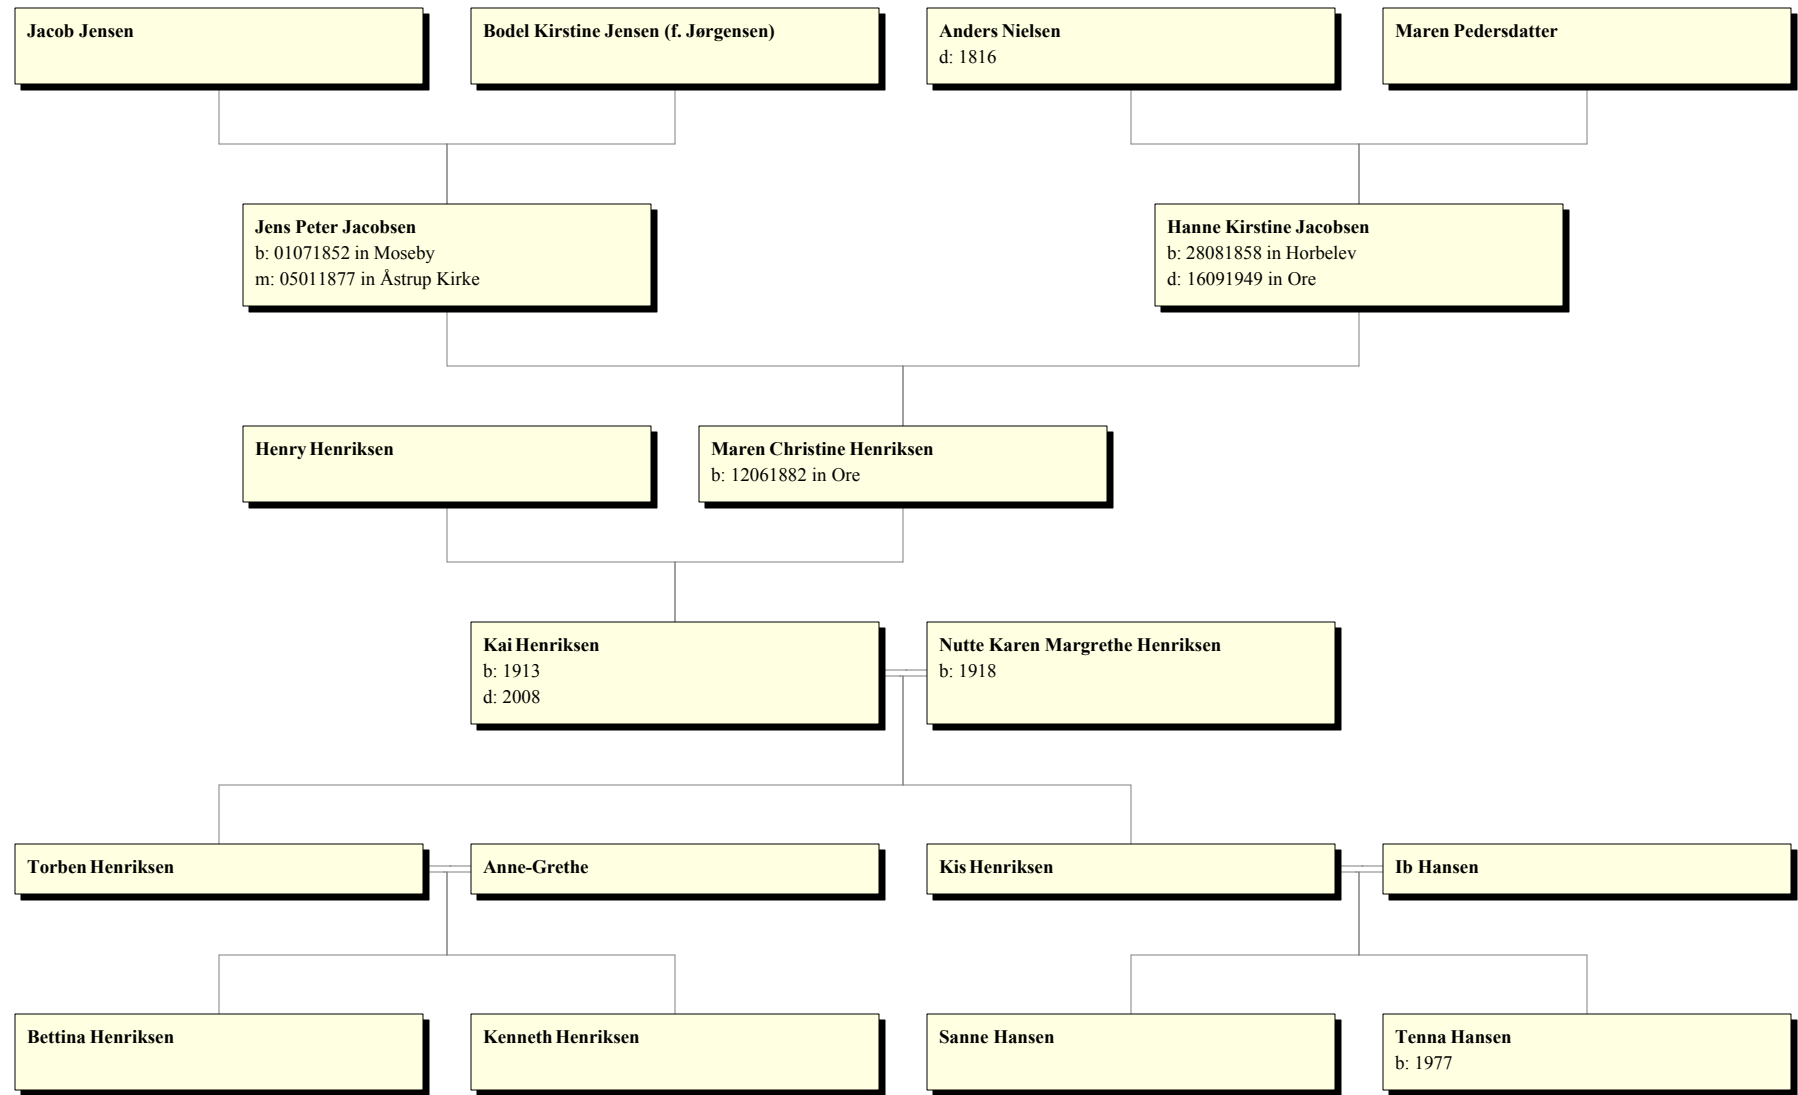 Jacob Jensen
Bodel Kirstine Jensen (f. Jørgensen)
Anders Nielsen
d: 1816
Maren Pedersdatter
Jens Peter Jacobsen
b: 01071852 in Moseby
m: 05011877 in Åstrup Kirke
Hanne Kirstine Jacobsen
b: 28081858 in Horbelev
d: 16091949 in Ore
Henry Henriksen
Maren Christine Henriksen
b: 12061882 in Ore
Kai Henriksen
b: 1913
d: 2008
Nutte Karen Margrethe Henriksen
b: 1918
Torben Henriksen
Anne-Grethe
Kis Henriksen
Ib Hansen
Bettina Henriksen
Kenneth Henriksen
Sanne Hansen
Tenna Hansen
b: 1977